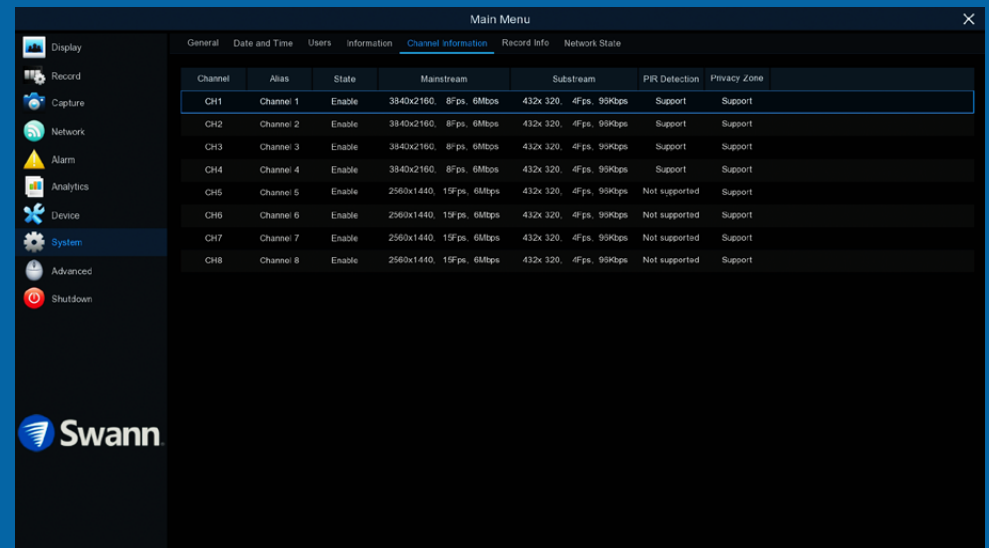 Main Menu
Display
Record
Capture
Network
Alarm
Analytics
Device
System
Advanced
Shutdown
Swann
General Date and Time Users Information Channel Information Record Info Network State
Channel Alias State Mainstream Substream PIR Detection Privacy Zone
CH1 Channel 1 Enable 3840x2160, 8Fps, 6Mbps 432x 320, 4Fps, 96Kbps Support Support
CH2 Channel 2 Enable 3840x2160, 8Fps, 6Mbps 432x 320, 4Fps, 96Kbps Support Support
CH3 Channel 3 Enable 3840x2160, 8Fps, 6Mbps 432x 320, 4Fps, 96Kbps Support Support
CH4 Channel 4 Enable 3840x2160, 8Fps, 6Mbps 432x 320, 4Fps, 96Kbps Support Support
CH5 Channel 5 Enable 2560x1440, 15Fps, 6Mbps 432x 320, 4Fps, 96Kbps Not supported Support
CH6 Channel 6 Enable 2560x1440, 15Fps, 6Mbps 432x 320, 4Fps, 96Kbps Not supported Support
CH7 Channel 7 Enable 2560x1440, 15Fps, 6Mbps 432x 320, 4Fps, 96Kbps Not supported Support
CH8 Channel 8 Enable 2560x1440, 15Fps, 6Mbps 432x 320, 4Fps, 96Kbps Not supported Support